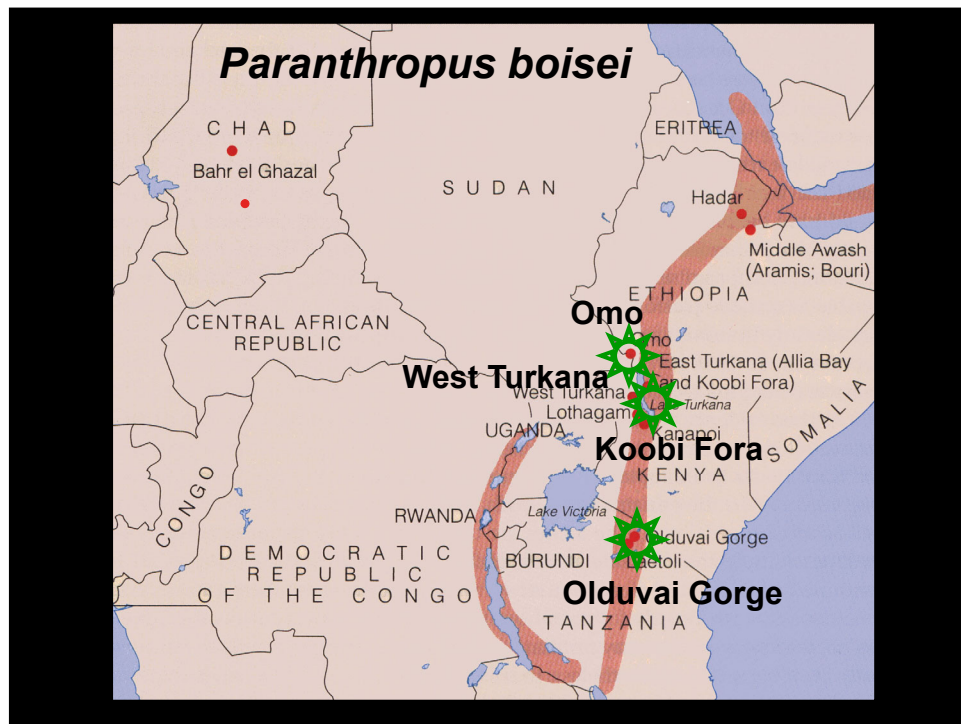 Paranthropus boisei
CHAD
Bahr el Ghazal
SUDAN
ERITREA
Hadar
Middle Awash
(Aramis; Bouri)
ETHIOPIA
CENTRAL AFRICAN
REPUBLIC
Omo
Omo
East Turkana (Allia Bay
and Koobi Fora)
West Turkana
West Turkana
Lake Turkana
Lothagam
Kanapoi
UGANDA
Koobi Fora
SOMALIA
KENYA
CONGO
Lake Victoria
RWANDA
Olduvai Gorge
Laetoli
BURUNDI
DEMOCRATIC
REPUBLIC
OF THE CONGO
Olduvai Gorge
TANZANIA